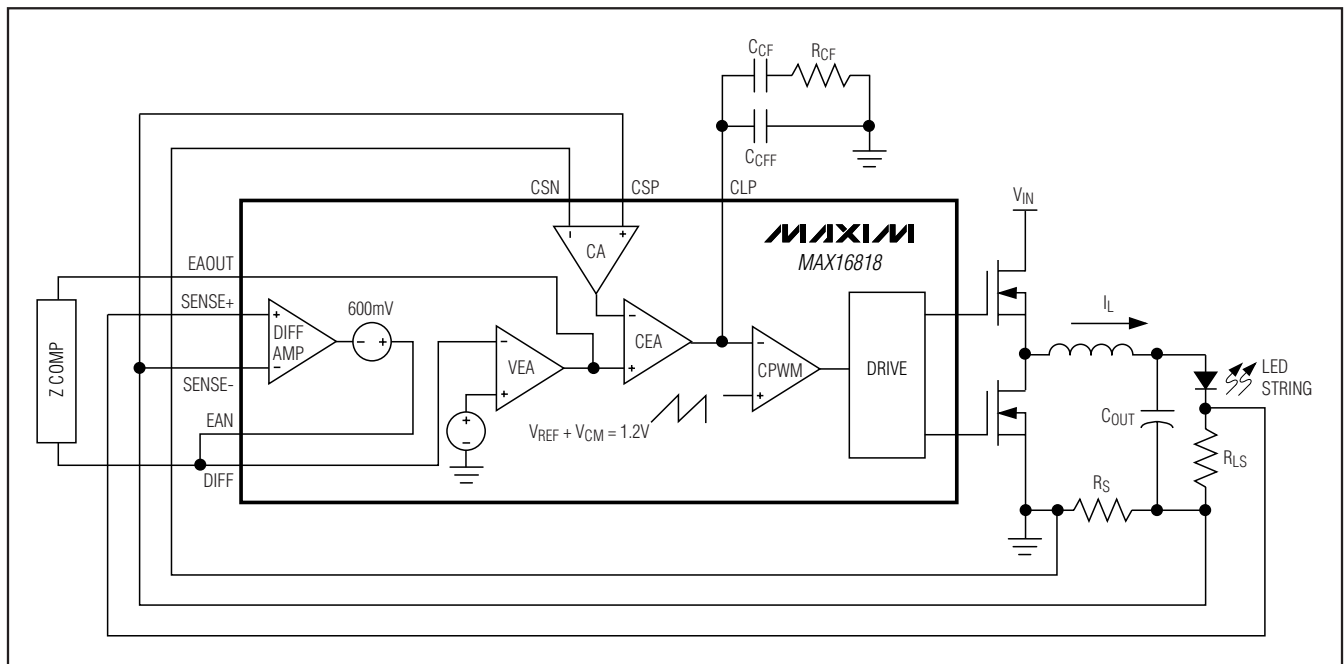 CCF
RCF
CCFF
CSN
CSP
CLP
VIN
MAXIM
MAX16818
CA
EAOUT
SENSE+
600mV
IL
Z COMP
DIFF
AMP
VEA
CEA
CPWM
DRIVE
LED
STRING
SENSE-
COUT
EAN
VREF + VCM = 1.2V
RLS
DIFF
RS